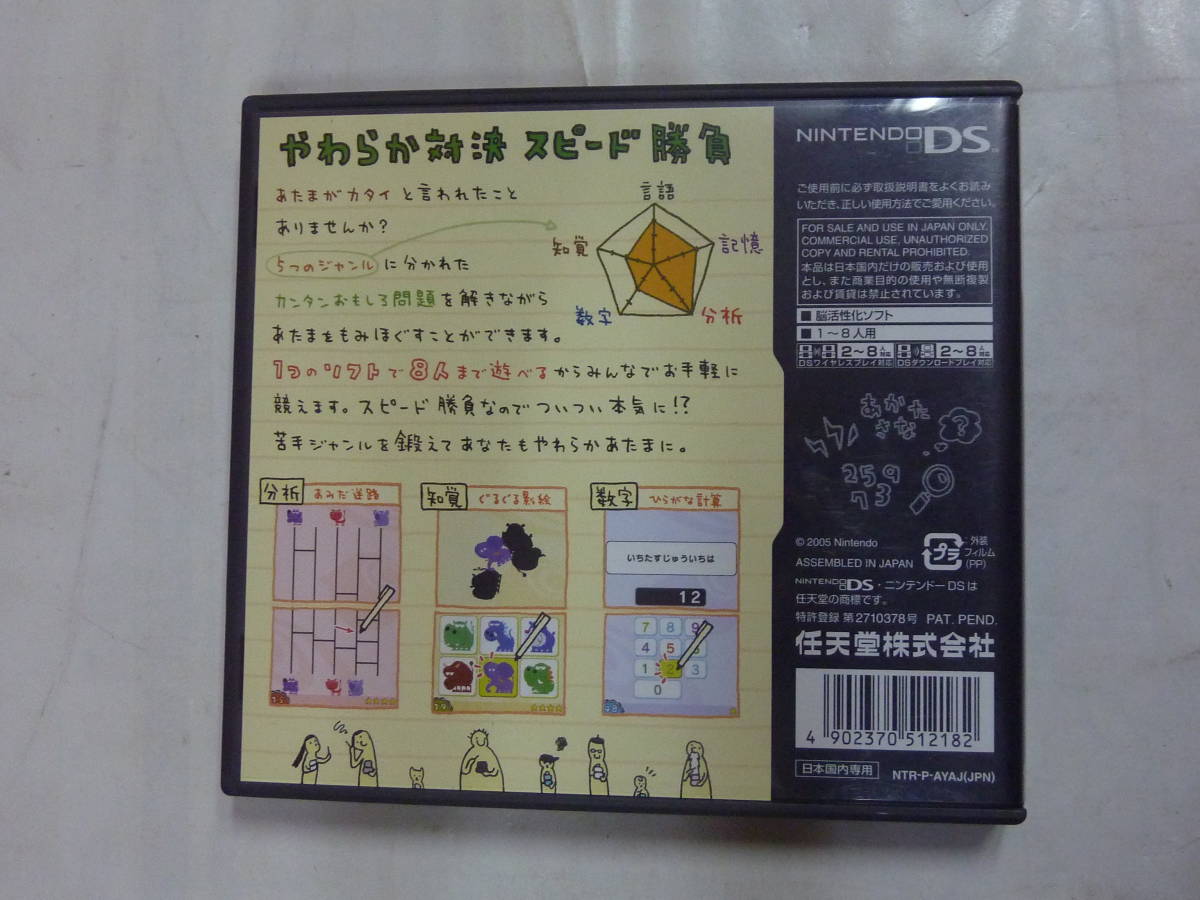 やわらか対決 スピード勝負
あたまがカタイと言われたこと
ありませんか?
5つのジャンルに分かれた
カンタンおもしろ問題を解きながら
あたまをもみほぐすことができます。
1つのソフトで8人まで遊べるからみんなでお手軽に
競えます。スピード勝負なのでついつい本気に!?
苦手ジャンルを鍛えてあなたもやわらかあたまに。
言語
知覚
記憶
数字
分析
分析
あみだ迷路
知覚
ぐるぐる影絵
数字
ひらがな計算
いちたすじゅういちは
12
7 8 9
4 5
1 2 3
0
NINTENDO DS™
ご使用前に必ず取扱説明書をよくお読み
いただき、正しい使用方法でご愛用ください。
FOR SALE AND USE IN JAPAN ONLY.
COMMERCIAL USE, UNAUTHORIZED
COPY AND RENTAL PROHIBITED.
本品は日本国内だけの販売および使用
とし、また商業目的の使用や無断複製
および賃貸は禁止されています。
■ 脳活性化ソフト
■ 1〜8人用
2〜8人対応
DSワイヤレスプレイ対応
2〜8人対応
DSダウンロードプレイ対応
あかた
きな
?
259
73
© 2005 Nintendo
ASSEMBLED IN JAPAN
プラ
:外装
フィルム
(PP)
NINTENDO DS・ニンテンドーDSは
任天堂の商標です。
特許登録 第2710378号 PAT. PEND.
任天堂株式会社
4 902370 512182
日本国内専用
NTR-P-AYAJ(JPN)